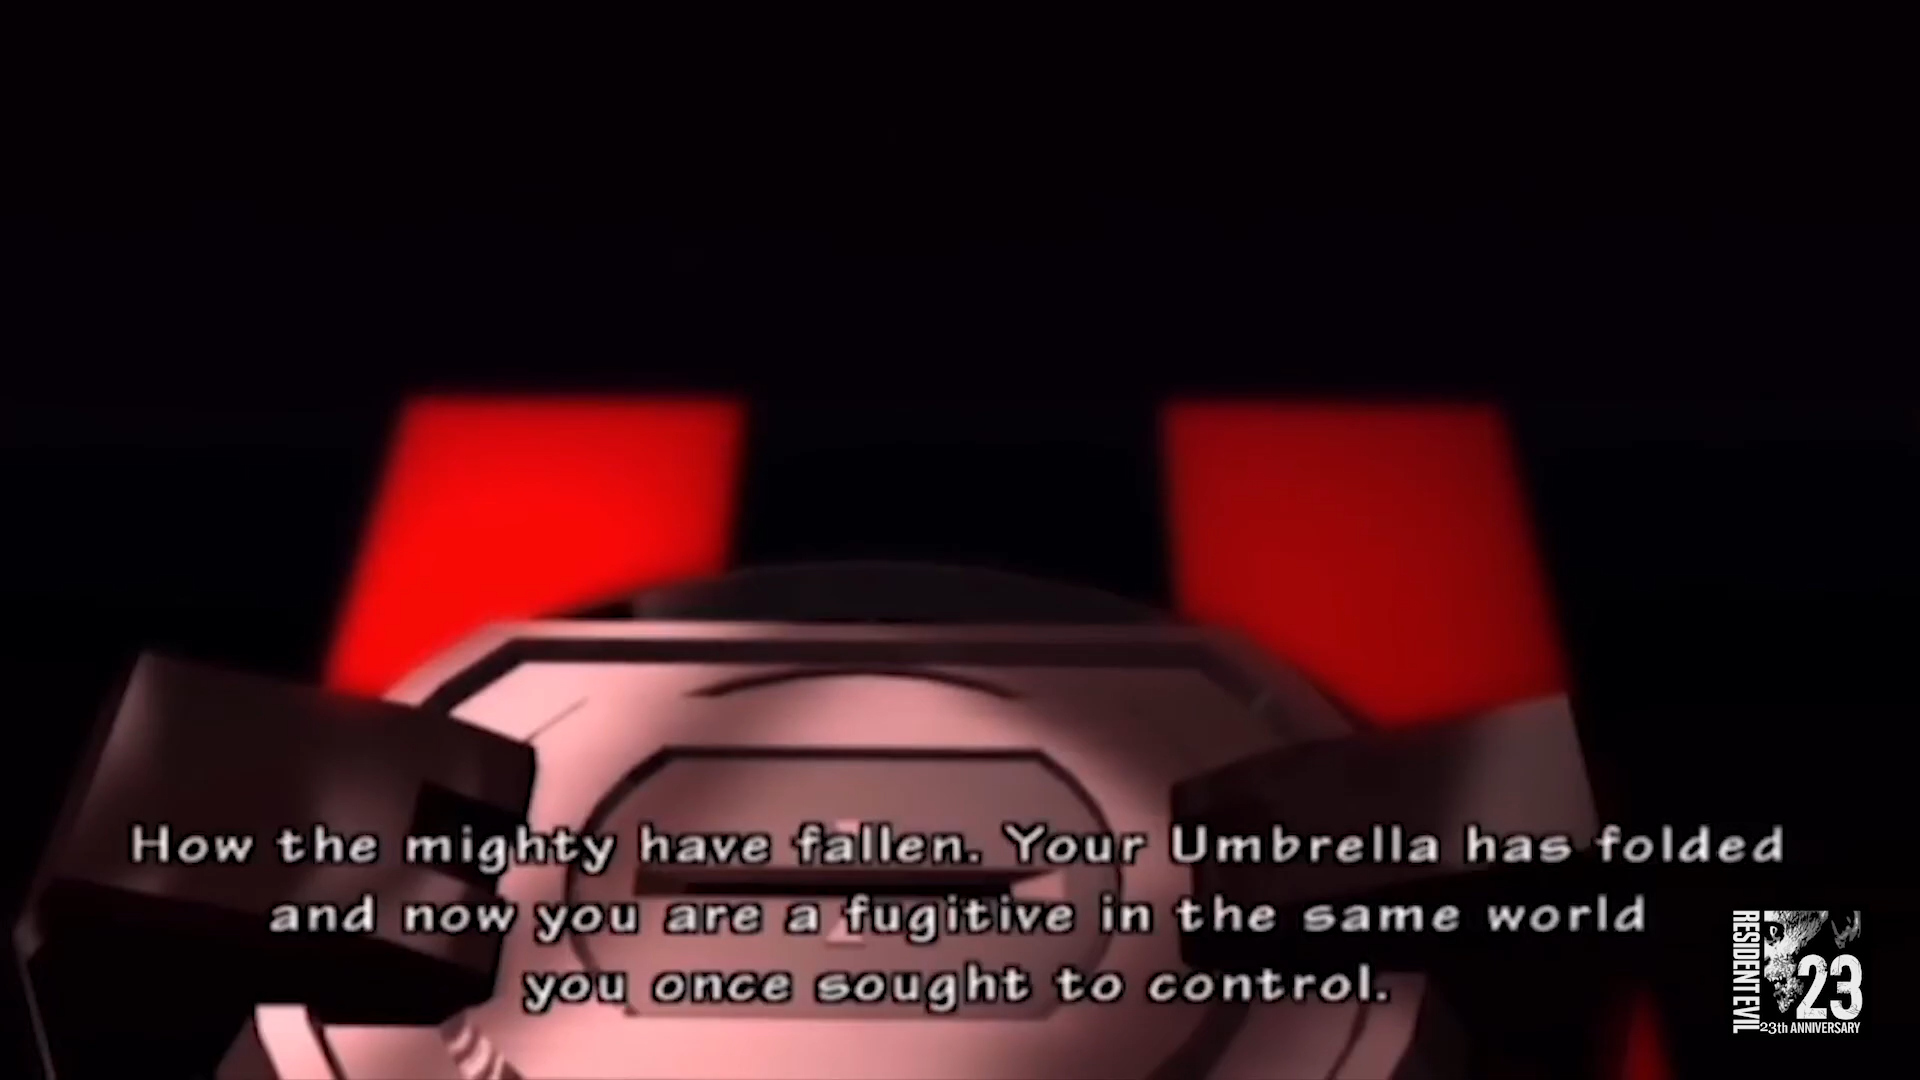 How the mighty have fallen. Your Umbrella has folded
and now you are a fugitive in the same world
you once sought to control.
RESIDENT EVIL
23
23th ANNIVERSARY